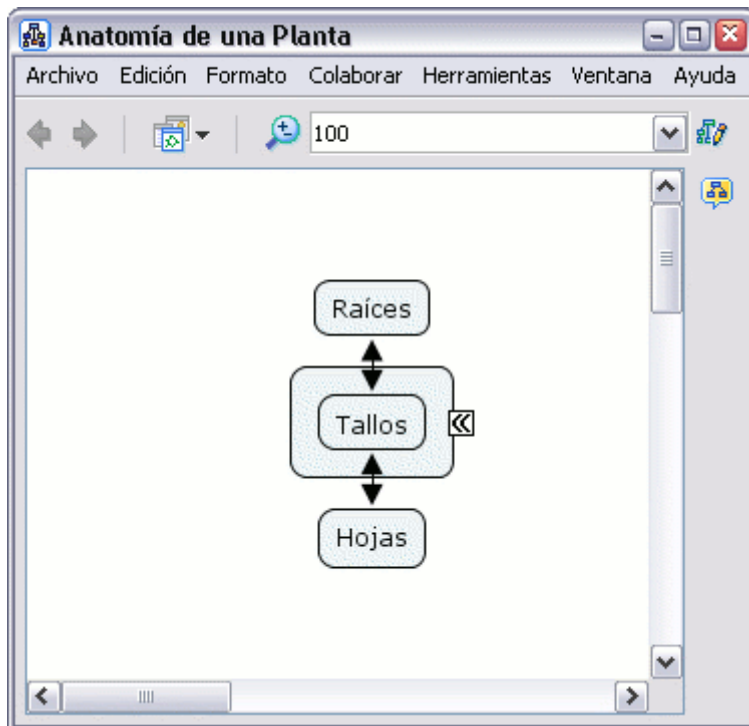 Anatomía de una Planta
Archivo Edición Formato Colaborar Herramientas Ventana Ayuda
100
Raíces
Tallos
Hojas